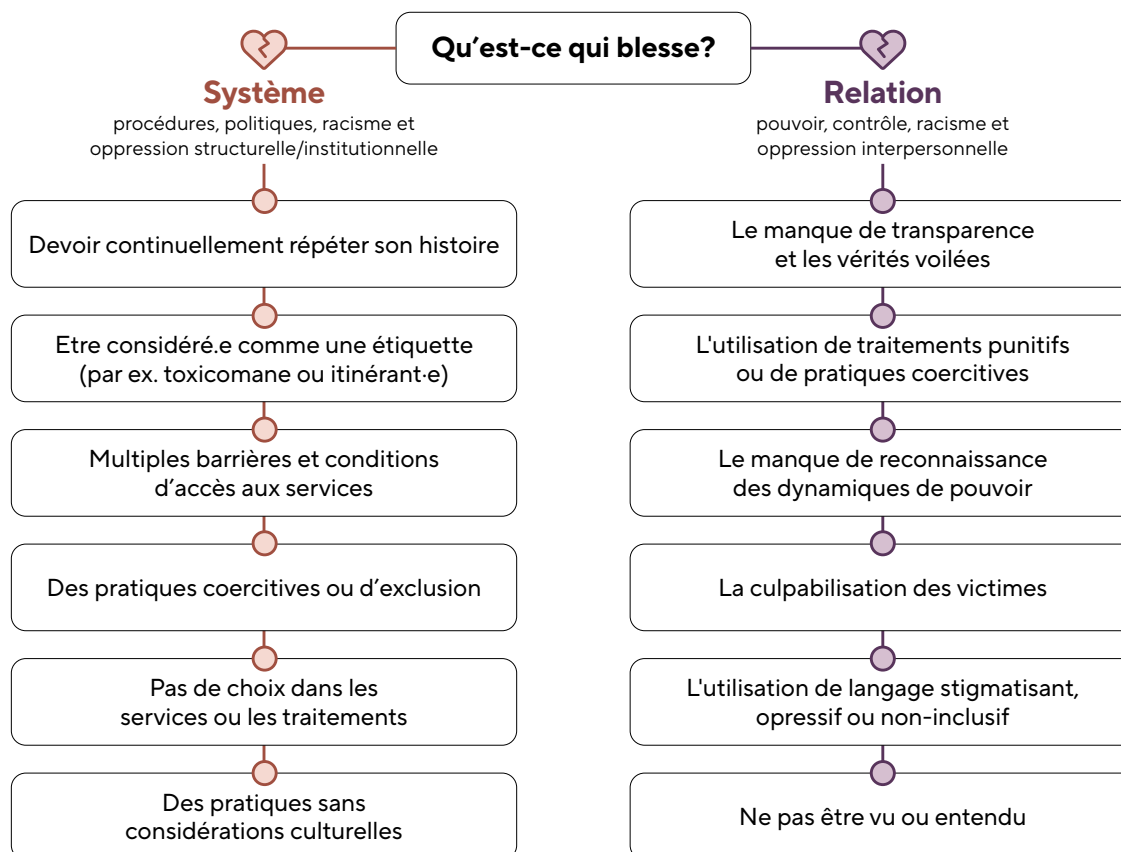 Qu'est-ce qui blesse?
Système
procédures, politiques, racisme et
oppression structurelle/institutionnelle
Devoir continuellement répéter son histoire
Etre considéré.e comme une étiquette
(par ex. toxicomane ou itinérant·e)
Multiples barrières et conditions
d'accès aux services
Des pratiques coercitives ou d'exclusion
Pas de choix dans les
services ou les traitements
Des pratiques sans
considérations culturelles
Relation
pouvoir, contrôle, racisme et
oppression interpersonnelle
Le manque de transparence
et les vérités voilées
L'utilisation de traitements punitifs
ou de pratiques coercitives
Le manque de reconnaissance
des dynamiques de pouvoir
La culpabilisation des victimes
L'utilisation de langage stigmatisant,
opressif ou non-inclusif
Ne pas être vu ou entendu